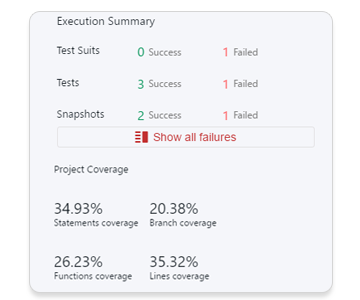 Execution Summary
Test Suits 0 Success 1 Failed
Tests 3 Success 1 Failed
Snapshots 2 Success 1 Failed
Show all failures
Project Coverage
34.93% 20.38%
Statements coverage Branch coverage
26.23% 35.32%
Functions coverage Lines coverage